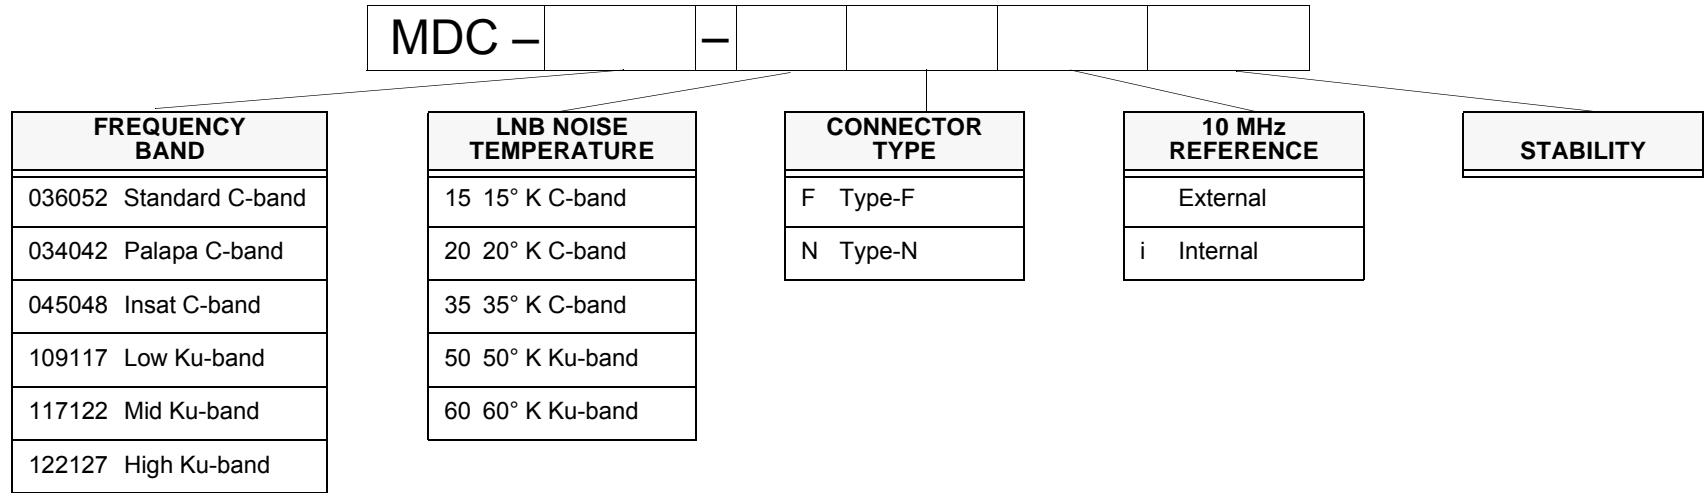 MDC – –
FREQUENCY
BAND
036052 Standard C-band
034042 Palapa C-band
045048 Insat C-band
109117 Low Ku-band
117122 Mid Ku-band
122127 High Ku-band
LNB NOISE
TEMPERATURE
15 15° K C-band
20 20° K C-band
35 35° K C-band
50 50° K Ku-band
60 60° K Ku-band
CONNECTOR
TYPE
F Type-F
N Type-N
10 MHz
REFERENCE
External
i Internal
STABILITY